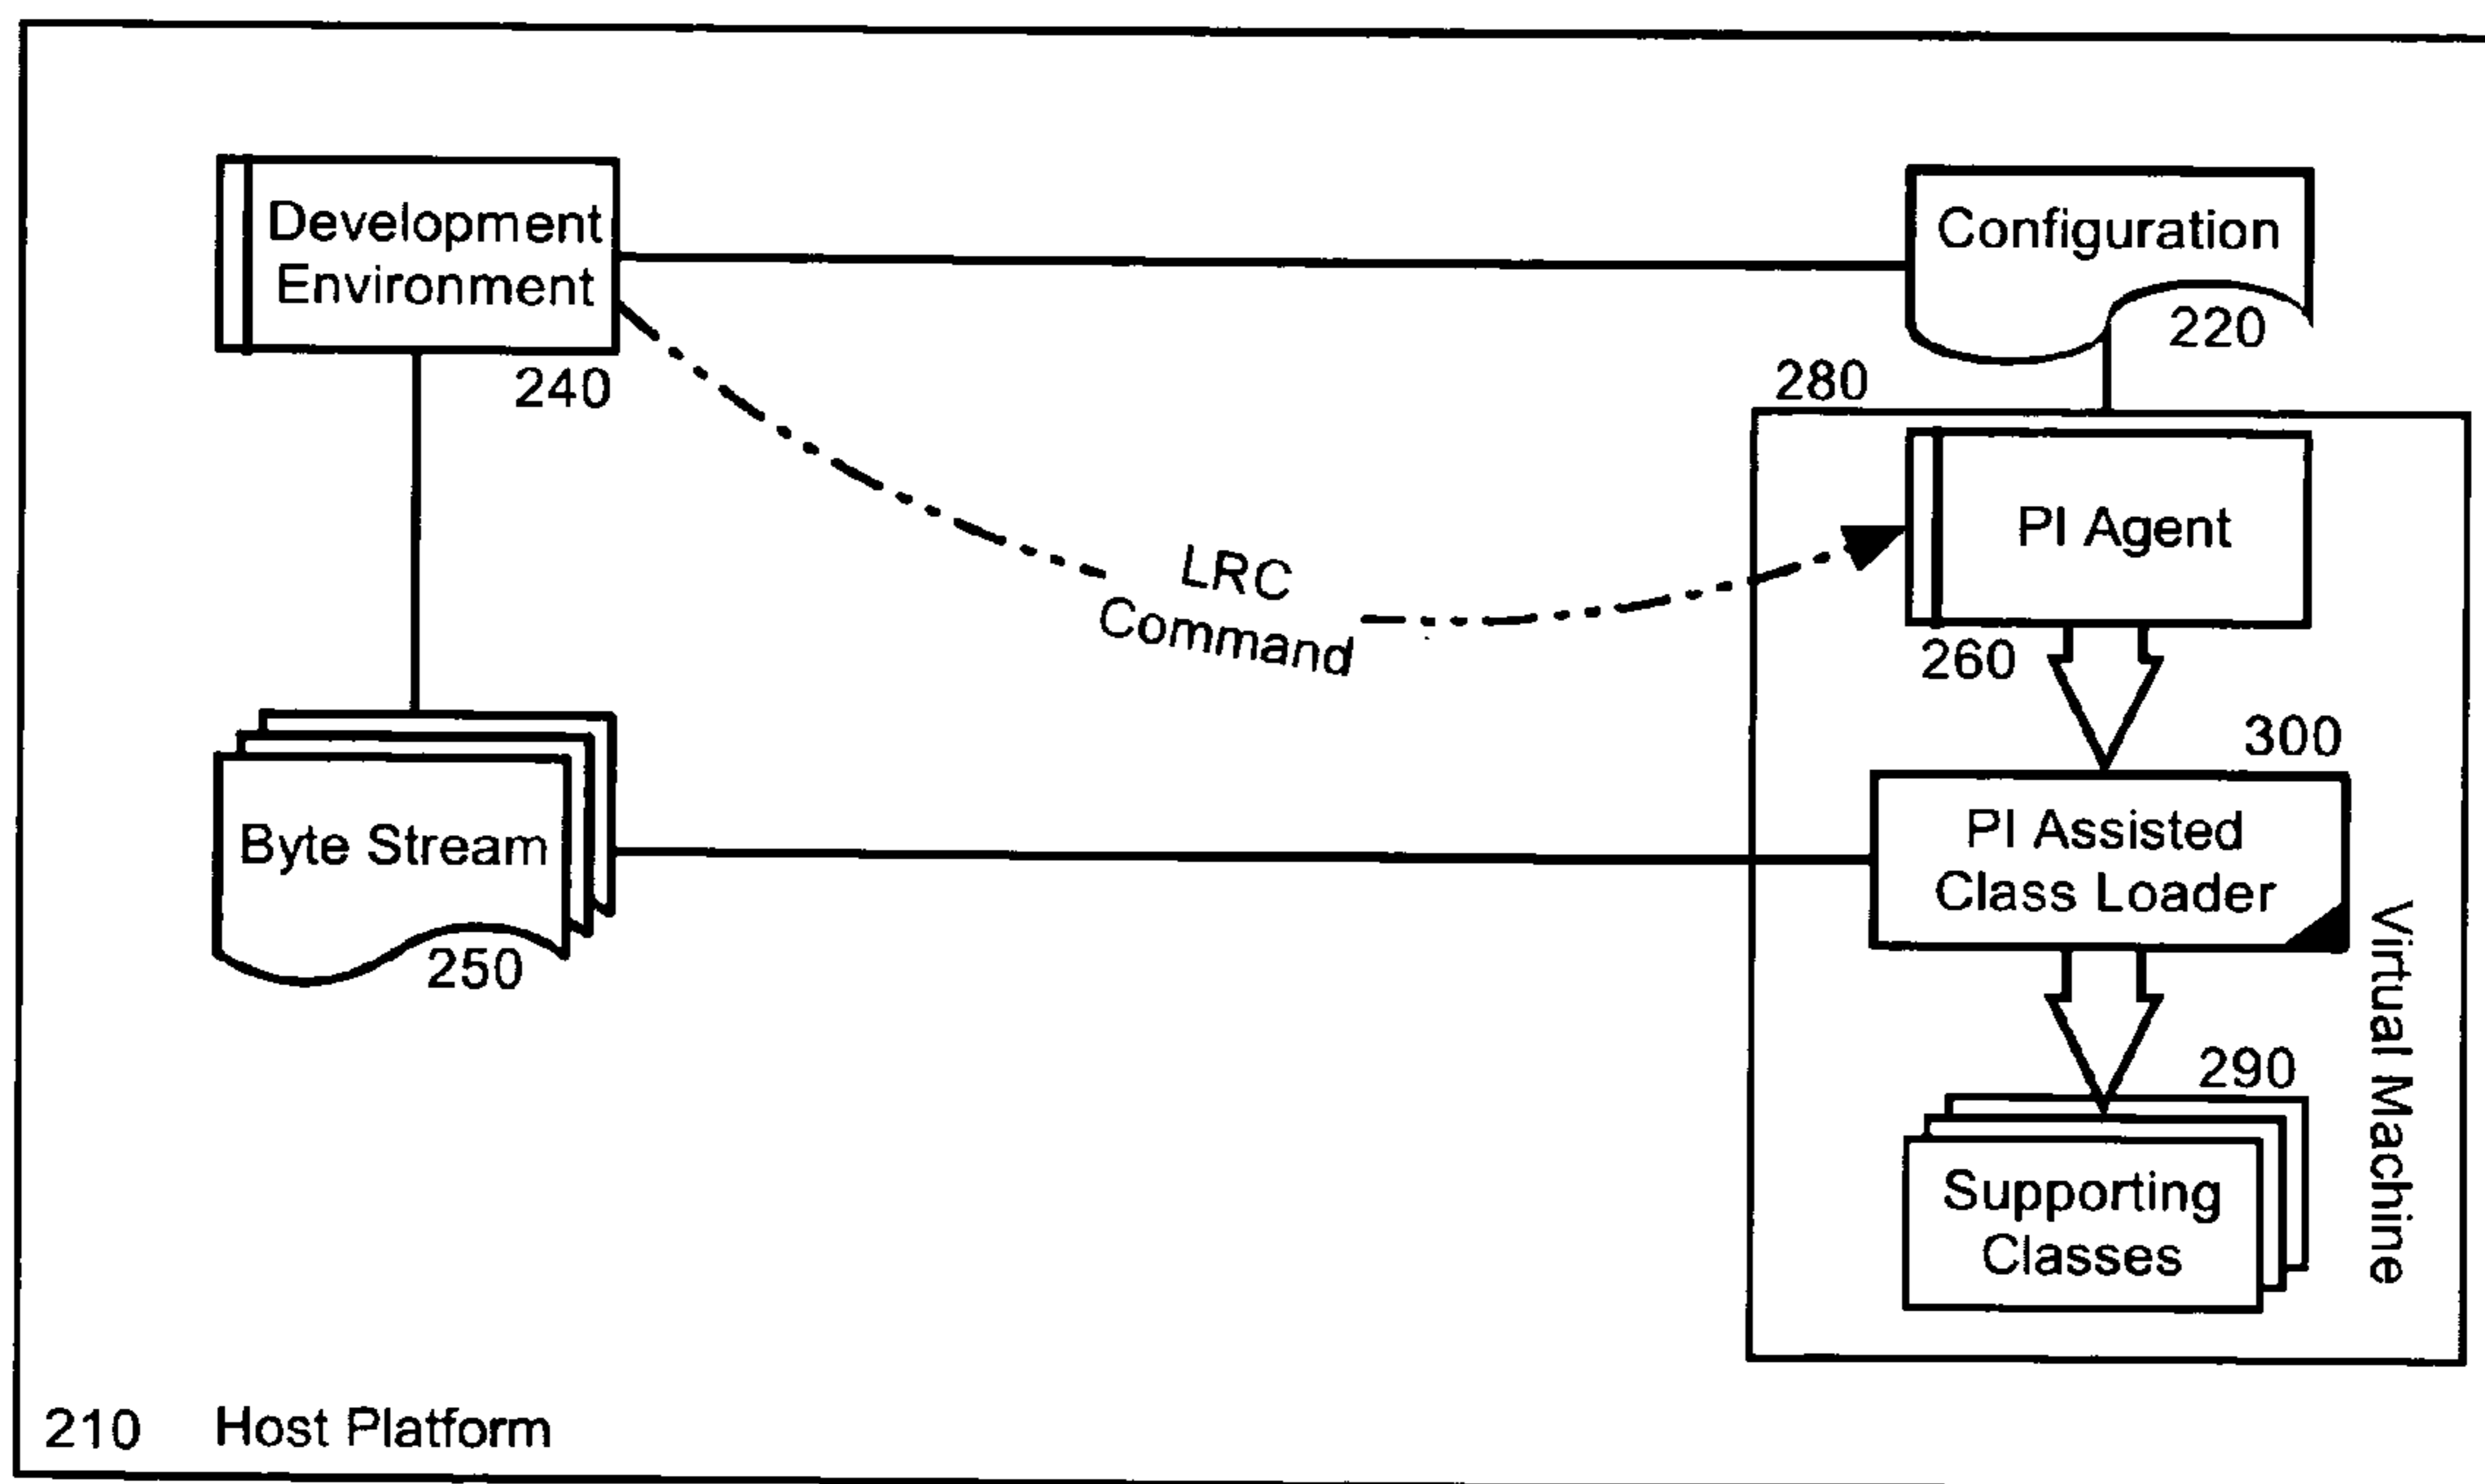 Development
Environment
240
Configuration
220
280
PI Agent
260
LRC
Command
300
PI Assisted
Class Loader
Byte Stream
250
290
Supporting
Classes
Virtual Machine
210 Host Platform